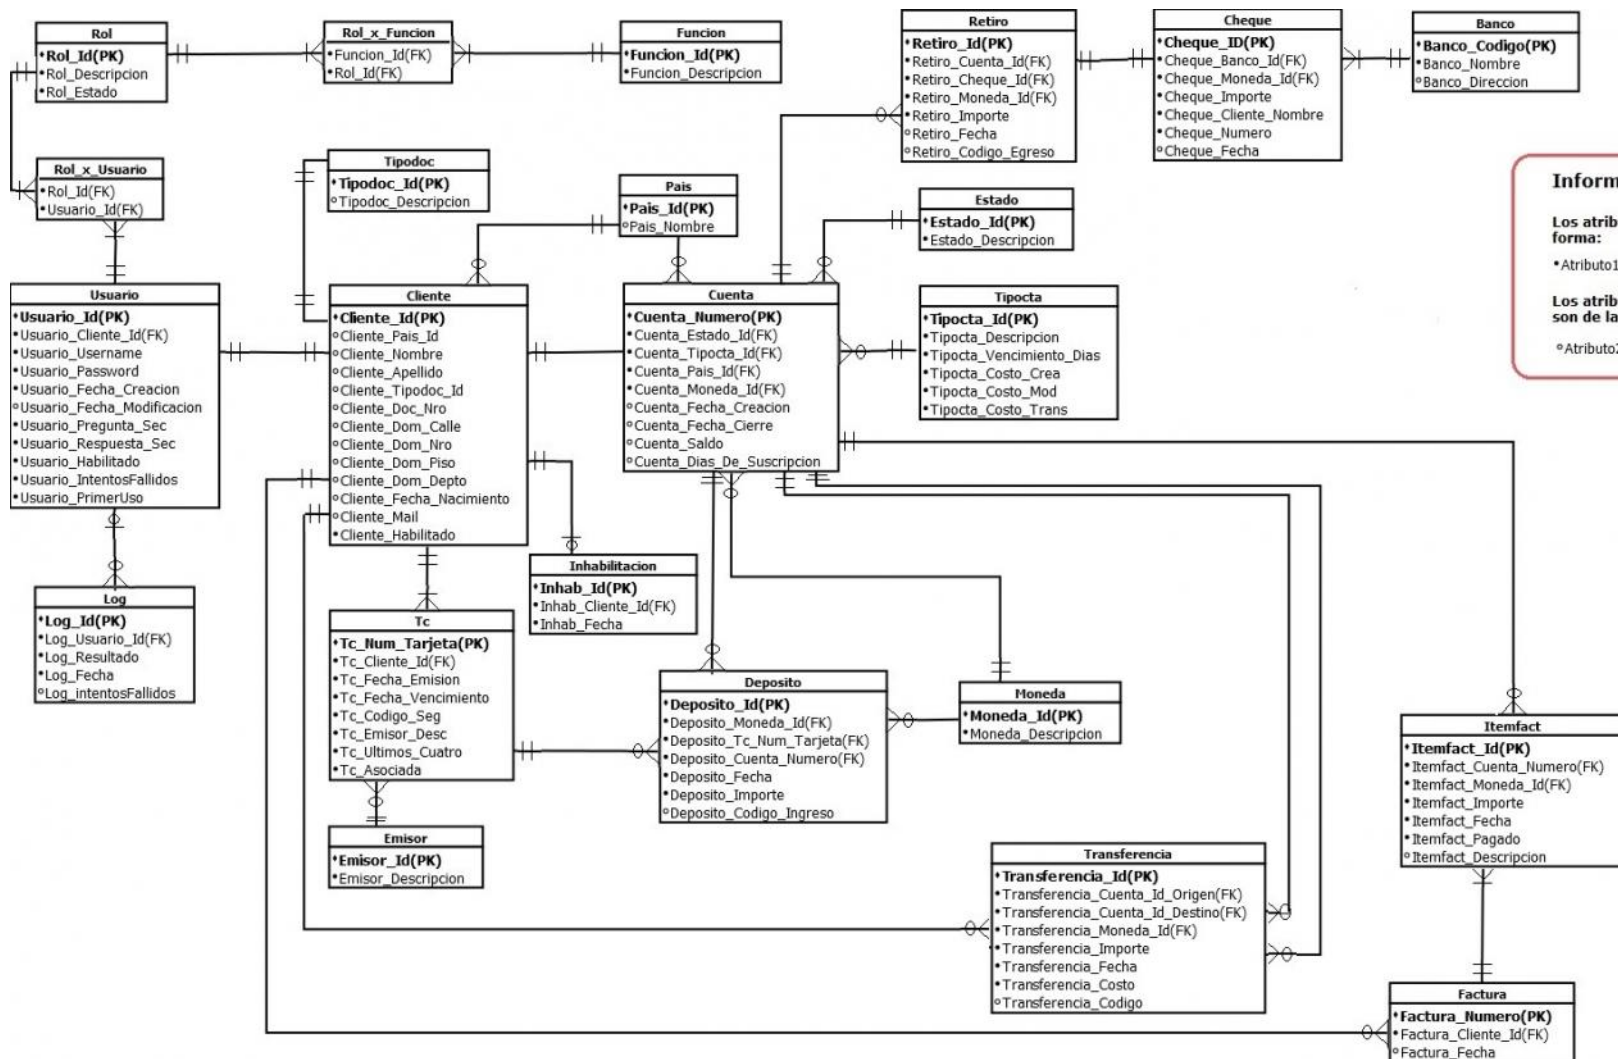 Rol
Rol_Id(PK)
Rol_Descripcion
Rol_Estado
Rol_x_Funcion
Funcion_Id(FK)
Rol_Id(FK)
Funcion
Funcion_Id(PK)
Funcion_Descripcion
Retiro
Retiro_Id(PK)
Retiro_Cuenta_Id(FK)
Retiro_Cheque_Id(FK)
Retiro_Moneda_Id(FK)
Retiro_Importe
Retiro_Fecha
Retiro_Codigo_Egreso
Cheque
Cheque_ID(PK)
Cheque_Banco_Id(FK)
Cheque_Moneda_Id(FK)
Cheque_Importe
Cheque_Cliente_Nombre
Cheque_Numero
Cheque_Fecha
Banco
Banco_Codigo(PK)
Banco_Nombre
Banco_Direccion
Rol_x_Usuario
Rol_Id(FK)
Usuario_Id(FK)
Tipodoc
Tipodoc_Id(PK)
Tipodoc_Descripcion
Pais
Pais_Id(PK)
Pais_Nombre
Estado
Estado_Id(PK)
Estado_Descripcion
Inform
Los atrib
forma:
Atributo1
Los atrib
son de la
Atributo2
Usuario
Usuario_Id(PK)
Usuario_Cliente_Id(FK)
Usuario_Username
Usuario_Password
Usuario_Fecha_Creacion
Usuario_Fecha_Modificacion
Usuario_Pregunta_Sec
Usuario_Respuesta_Sec
Usuario_Habilitado
Usuario_IntentosFallidos
Usuario_PrimerUso
Cliente
Cliente_Id(PK)
Cliente_Pais_Id
Cliente_Nombre
Cliente_Apellido
Cliente_Tipodoc_Id
Cliente_Doc_Nro
Cliente_Dom_Calle
Cliente_Dom_Nro
Cliente_Dom_Piso
Cliente_Dom_Depto
Cliente_Fecha_Nacimiento
Cliente_Mail
Cliente_Habilitado
Cuenta
Cuenta_Numero(PK)
Cuenta_Estado_Id(FK)
Cuenta_Tipocta_Id(FK)
Cuenta_Pais_Id(FK)
Cuenta_Moneda_Id(FK)
Cuenta_Fecha_Creacion
Cuenta_Fecha_Cierre
Cuenta_Saldo
Cuenta_Dias_De_Suscripcion
Tipocta
Tipocta_Id(PK)
Tipocta_Descripcion
Tipocta_Vencimiento_Dias
Tipocta_Costo_Crea
Tipocta_Costo_Mod
Tipocta_Costo_Trans
Log
Log_Id(PK)
Log_Usuario_Id(FK)
Log_Resultado
Log_Fecha
Log_intentosFallidos
Inhabilitacion
Inhab_Id(PK)
Inhab_Cliente_Id(FK)
Inhab_Fecha
Tc
Tc_Num_Tarjeta(PK)
Tc_Cliente_Id(FK)
Tc_Fecha_Emision
Tc_Fecha_Vencimiento
Tc_Codigo_Seg
Tc_Emisor_Desc
Tc_Ultimos_Cuatro
Tc_Asociada
Deposito
Deposito_Id(PK)
Deposito_Moneda_Id(FK)
Deposito_Tc_Num_Tarjeta(FK)
Deposito_Cuenta_Numero(FK)
Deposito_Fecha
Deposito_Importe
Deposito_Codigo_Ingreso
Moneda
Moneda_Id(PK)
Moneda_Descripcion
Itemfact
Itemfact_Id(PK)
Itemfact_Cuenta_Numero(FK)
Itemfact_Moneda_Id(FK)
Itemfact_Importe
Itemfact_Fecha
Itemfact_Pagado
Itemfact_Descripcion
Emisor
Emisor_Id(PK)
Emisor_Descripcion
Transferencia
Transferencia_Id(PK)
Transferencia_Cuenta_Id_Origen(FK)
Transferencia_Cuenta_Id_Destino(FK)
Transferencia_Moneda_Id(FK)
Transferencia_Importe
Transferencia_Fecha
Transferencia_Costo
Transferencia_Codigo
Factura
Factura_Numero(PK)
Factura_Cliente_Id(FK)
Factura_Fecha